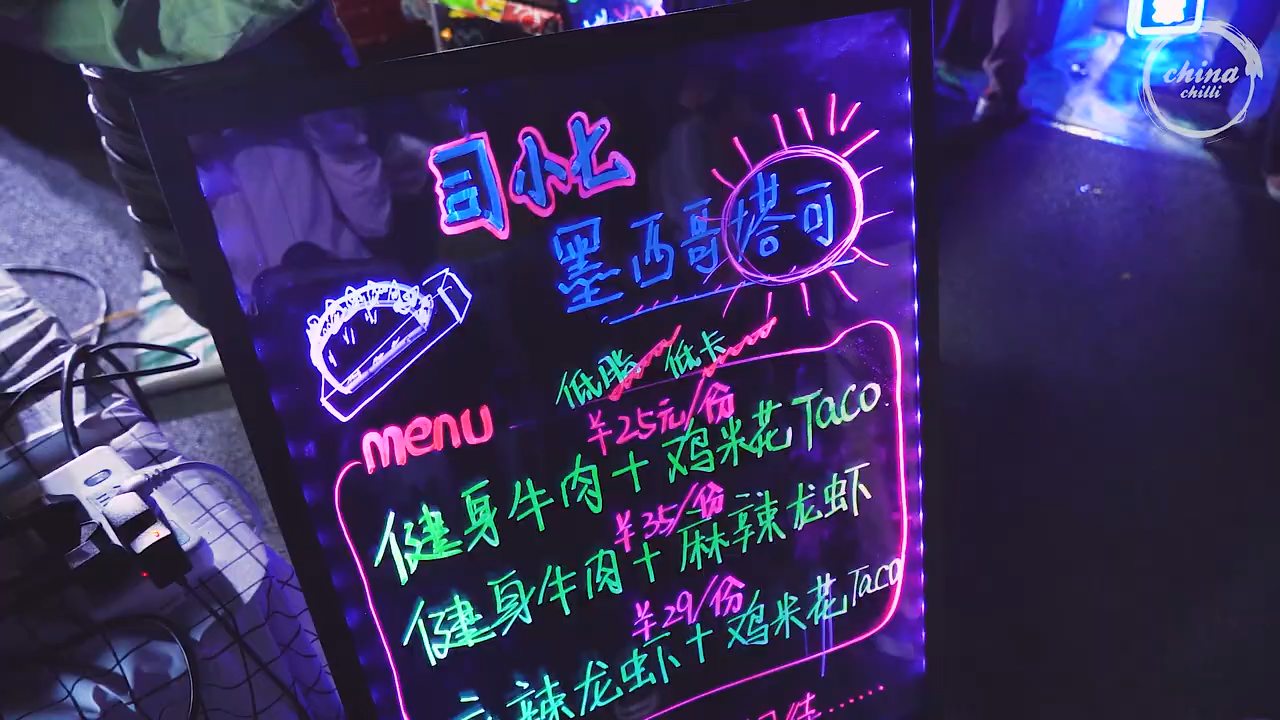 china
chilli
司小七
墨西哥塔可
低脂 低卡
menu
¥25元/份
健身牛肉+鸡米花Taco
¥35/份
健身牛肉+麻辣龙虾
¥29/份
辣龙虾+鸡米花Taco